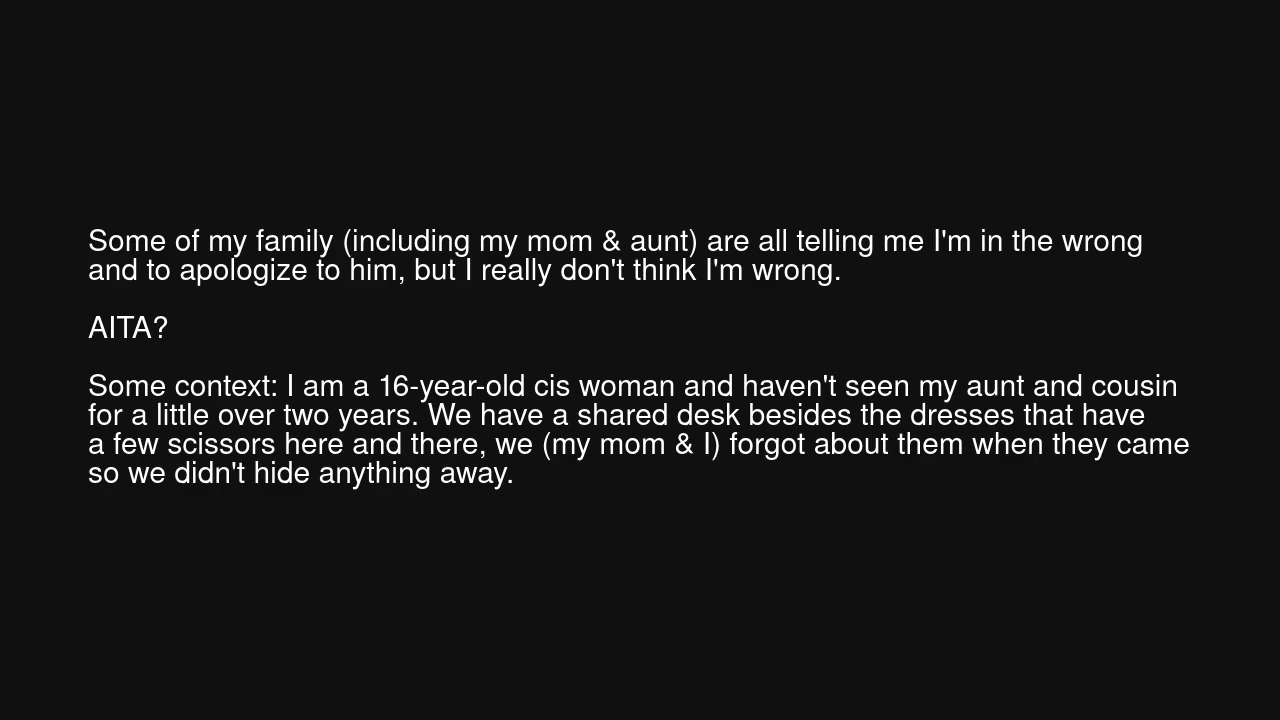 Some of my family (including my mom & aunt) are all telling me I'm in the wrong
and to apologize to him, but I really don't think I'm wrong.
AITA?
Some context: I am a 16-year-old cis woman and haven't seen my aunt and cousin
for a little over two years. We have a shared desk besides the dresses that have
a few scissors here and there, we (my mom & I) forgot about them when they came
so we didn't hide anything away.